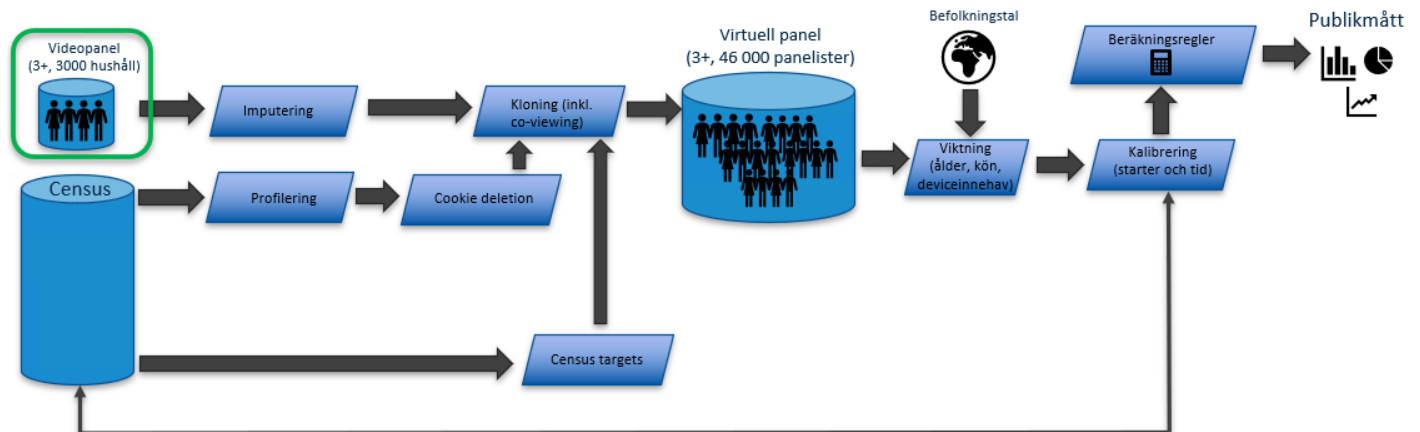 Videopanel
(3+, 3000 hushåll)
Imputering
Kloning (inkl.
co-viewing)
Virtuell panel
(3+, 46 000 panelister)
Befolkningstal
Viktning
(ålder, kön,
deviceinnehav)
Kalibrering
(starter och tid)
Beräkningsregler
Publikmått
Census
Profilering
Cookie deletion
Census targets